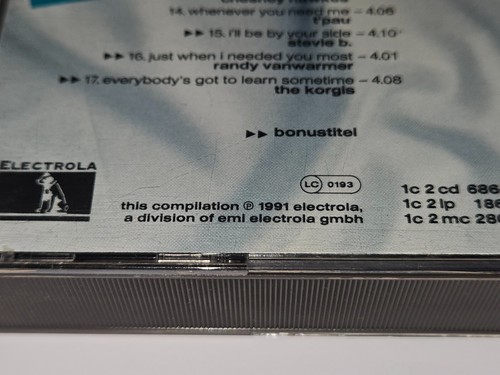 14. whenever you need me – 4.06
t'pau
▸▸ 15. i'll be by your side – 4.10
stevie b.
▸▸ 16. just when i needed you most – 4.01
randy vanwarmer
▸▸ 17. everybody's got to learn sometime – 4.08
the korgis
▸▸ bonustitel
ELECTROLA
LC 0193
this compilation ℗ 1991 electrola,
a division of emi electrola gmbh
1c 2 cd 686
1c 2 lp 186
1c 2 mc 286